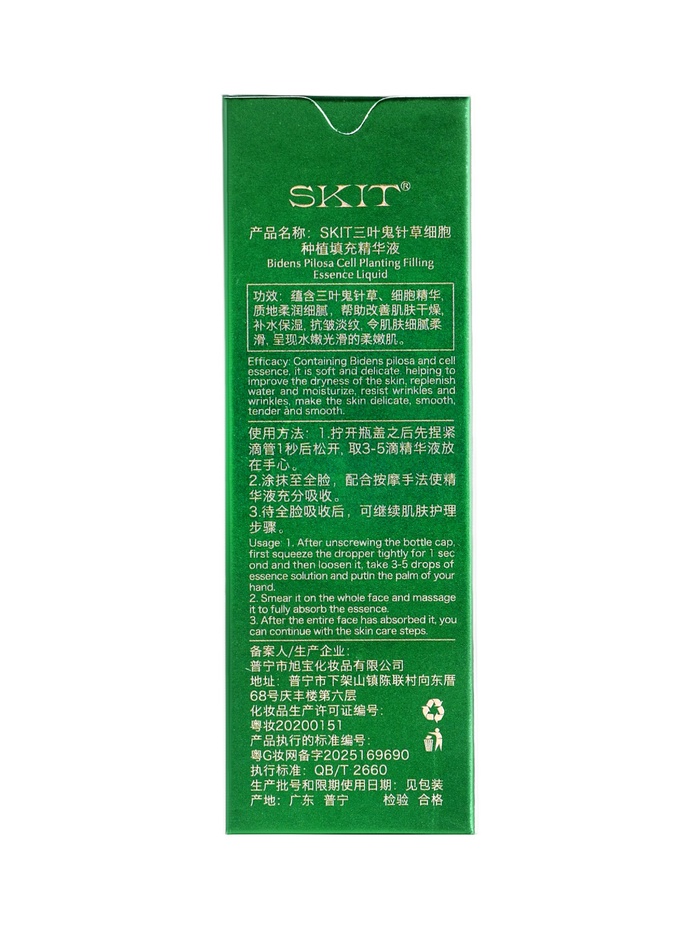 SKIT®
产品名称：SKIT三叶鬼针草细胞
种植填充精华液
Bidens Pilosa Cell Planting Filling
Essence Liquid
功效：蕴含三叶鬼针草、细胞精华,
质地柔润细腻，帮助改善肌肤干燥,
补水保湿, 抗皱淡纹, 令肌肤细腻柔
滑, 呈现水嫩光滑的柔嫩肌。
Efficacy: Containing Bidens pilosa and cell
essence, it is soft and delicate, helping to
improve the dryness of the skin, replenish
water and moisturize, resist wrinkles and
wrinkles, make the skin delicate, smooth,
tender and smooth.
使用方法：1.拧开瓶盖之后先捏紧
滴管1秒后松开, 取3-5滴精华液放
在手心。
2.涂抹至全脸，配合按摩手法使精
华液充分吸收。
3.待全脸吸收后，可继续肌肤护理
步骤。
Usage: 1. After unscrewing the bottle cap,
first squeeze the dropper tightly for 1 sec
ond and then loosen it, take 3-5 drops of
essence solution and putin the palm of your
hand.
2. Smear it on the whole face and massage
it to fully absorb the essence.
3. After the entire face has absorbed it, you
can continue with the skin care steps.
备案人/生产企业：
普宁市旭宝化妆品有限公司
地址：普宁市下架山镇陈联村向东厝
68号庆丰楼第六层
化妆品生产许可证编号：
粤妆20200151
产品执行的标准编号：
粤G妆网备字2025169690
执行标准：QB/T 2660
生产批号和限期使用日期：见包装
产地：广东 普宁 检验 合格